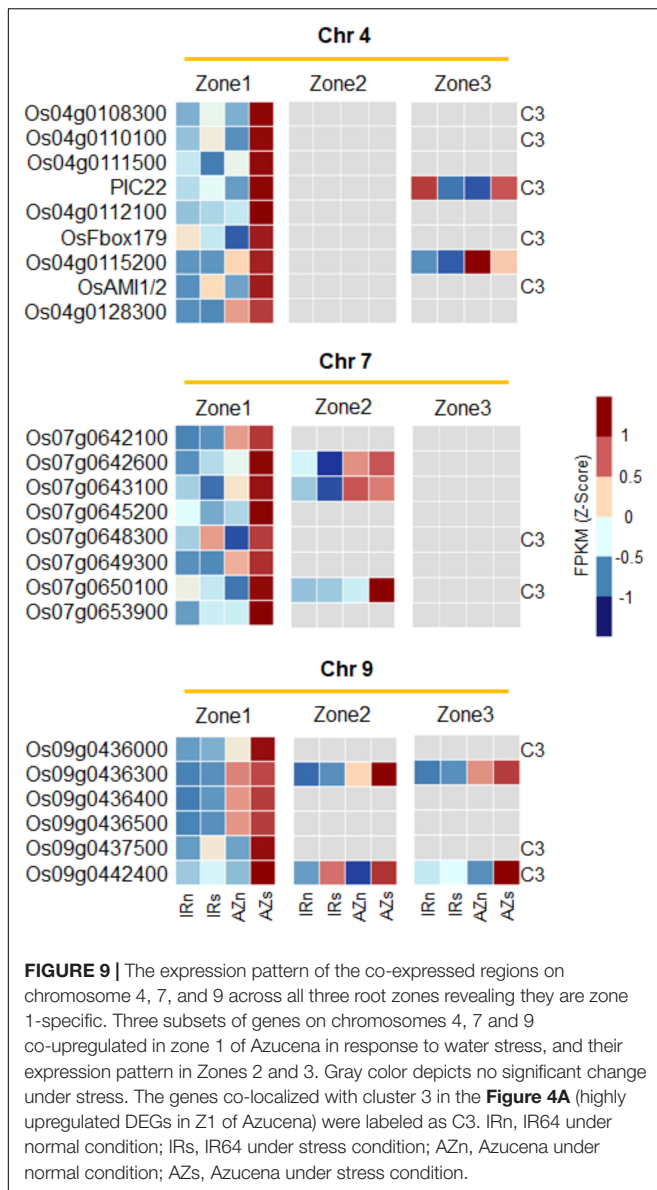 Chr 4
Zone1 Zone2 Zone3
Os04g0108300 C3
Os04g0110100 C3
Os04g0111500
PIC22 C3
Os04g0112100
OsFbox179 C3
Os04g0115200
OsAMI1/2 C3
Os04g0128300
Chr 7
Zone1 Zone2 Zone3
Os07g0642100
Os07g0642600
Os07g0643100
Os07g0645200
Os07g0648300 C3
Os07g0649300
Os07g0650100 C3
Os07g0653900
1
0.5
0
-0.5
-1
FPKM (Z-Score)
Chr 9
Zone1 Zone2 Zone3
Os09g0436000 C3
Os09g0436300
Os09g0436400
Os09g0436500
Os09g0437500 C3
Os09g0442400 C3
IRn IRs AZn AZs IRn IRs AZn AZs IRn IRs AZn AZs
FIGURE 9 | The expression pattern of the co-expressed regions on
chromosome 4, 7, and 9 across all three root zones revealing they are zone
1-specific. Three subsets of genes on chromosomes 4, 7 and 9
co-upregulated in zone 1 of Azucena in response to water stress, and their
expression pattern in Zones 2 and 3. Gray color depicts no significant change
under stress. The genes co-localized with cluster 3 in the Figure 4A (highly
upregulated DEGs in Z1 of Azucena) were labeled as C3. IRn, IR64 under
normal condition; IRs, IR64 under stress condition; AZn, Azucena under
normal condition; AZs, Azucena under stress condition.